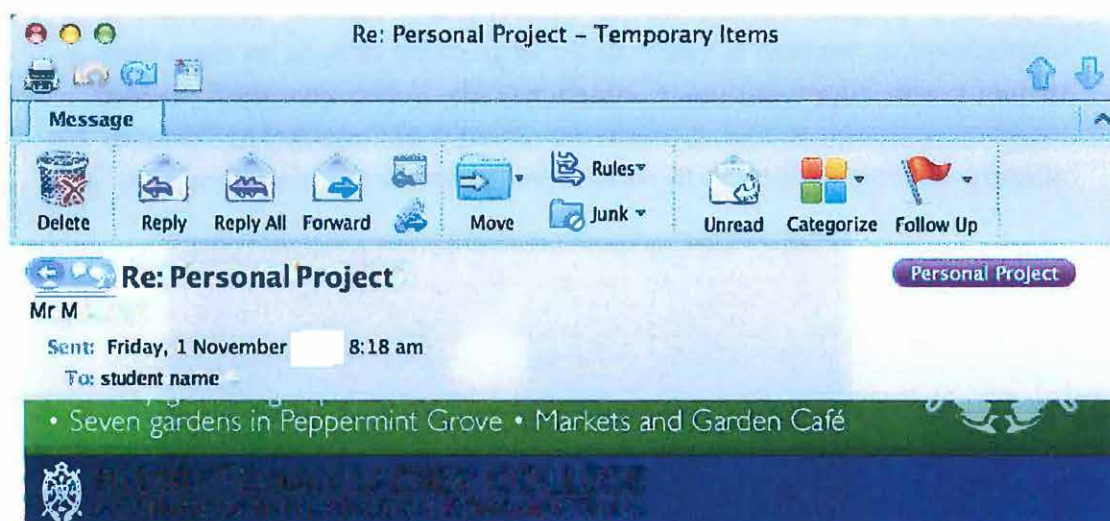 Re: Personal Project – Temporary Items
Message
Delete Reply Reply All Forward Move Rules Junk Unread Categorize Follow Up
Re: Personal Project Personal Project
Mr M
Sent: Friday, 1 November 8:18 am
To: student name
• Seven gardens in Peppermint Grove • Markets and Garden Café
COLLEGE